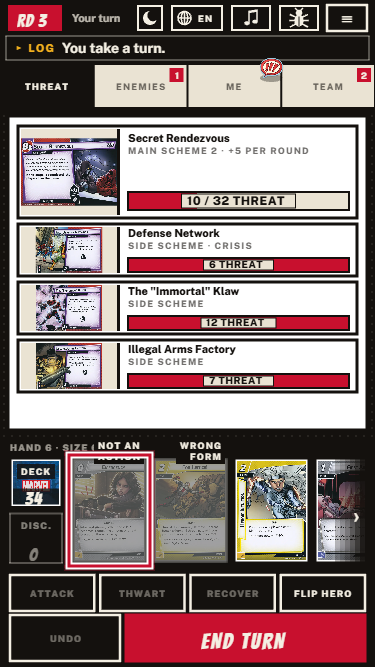 RD 3
Your turn
EN
LOG You take a turn.
THREAT
ENEMIES
1
ME
TEAM
2
Secret Rendezvous
MAIN SCHEME 2 · +5 PER ROUND
10 / 32 THREAT
Defense Network
SIDE SCHEME · CRISIS
6 THREAT
The "Immortal" Klaw
SIDE SCHEME
12 THREAT
Illegal Arms Factory
SIDE SCHEME
7 THREAT
HAND 6 · SIZE
NOT AN
WRONG
FORM
DECK
MARVEL
34
DISC.
0
ATTACK
THWART
RECOVER
FLIP HERO
UNDO
END TURN